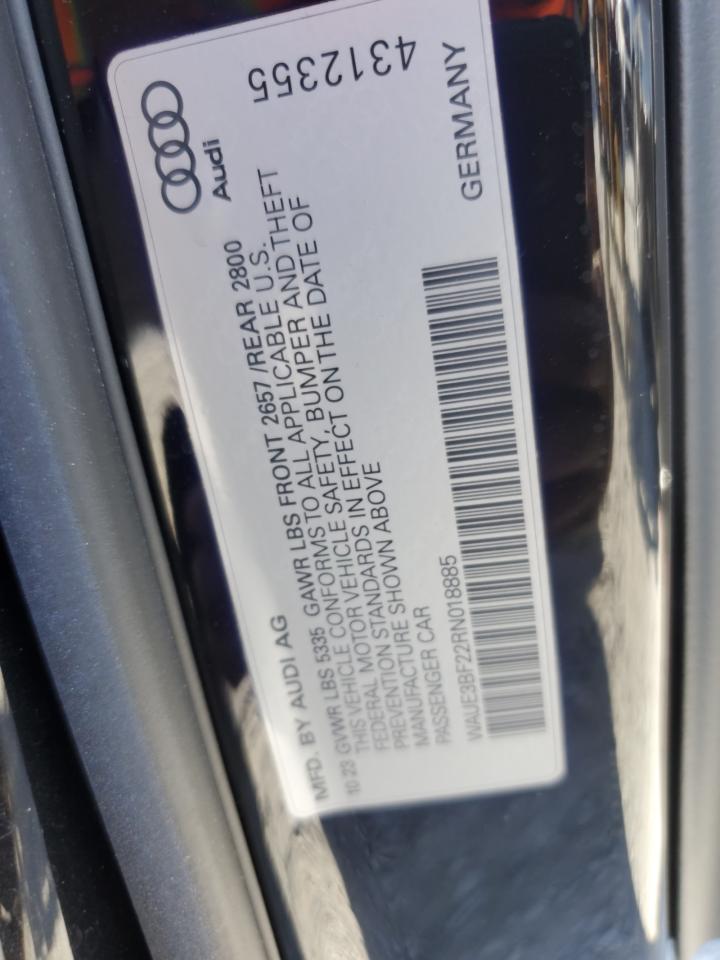 Audi
4312355
MFD. BY AUDI AG
10 23 GVWR LBS 5335 GAWR LBS FRONT 2657 /REAR 2800
THIS VEHICLE CONFORMS TO ALL APPLICABLE U.S.
FEDERAL MOTOR VEHICLE SAFETY, BUMPER AND THEFT
PREVENTION STANDARDS IN EFFECT ON THE DATE OF
MANUFACTURE SHOWN ABOVE
PASSENGER CAR
WAUE3BF22RN018885
GERMANY